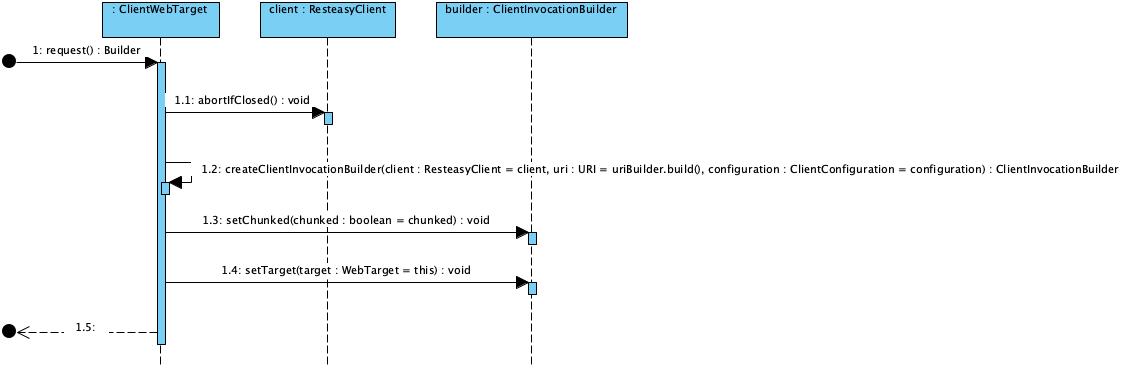 : ClientWebTarget
client : ResteasyClient
builder : ClientInvocationBuilder
1: request() : Builder
1.1: abortIfClosed() : void
1.2: createClientInvocationBuilder(client : ResteasyClient = client, uri : URI = uriBuilder.build(), configuration : ClientConfiguration = configuration) : ClientInvocationBuilder
1.3: setChunked(chunked : boolean = chunked) : void
1.4: setTarget(target : WebTarget = this) : void
1.5: